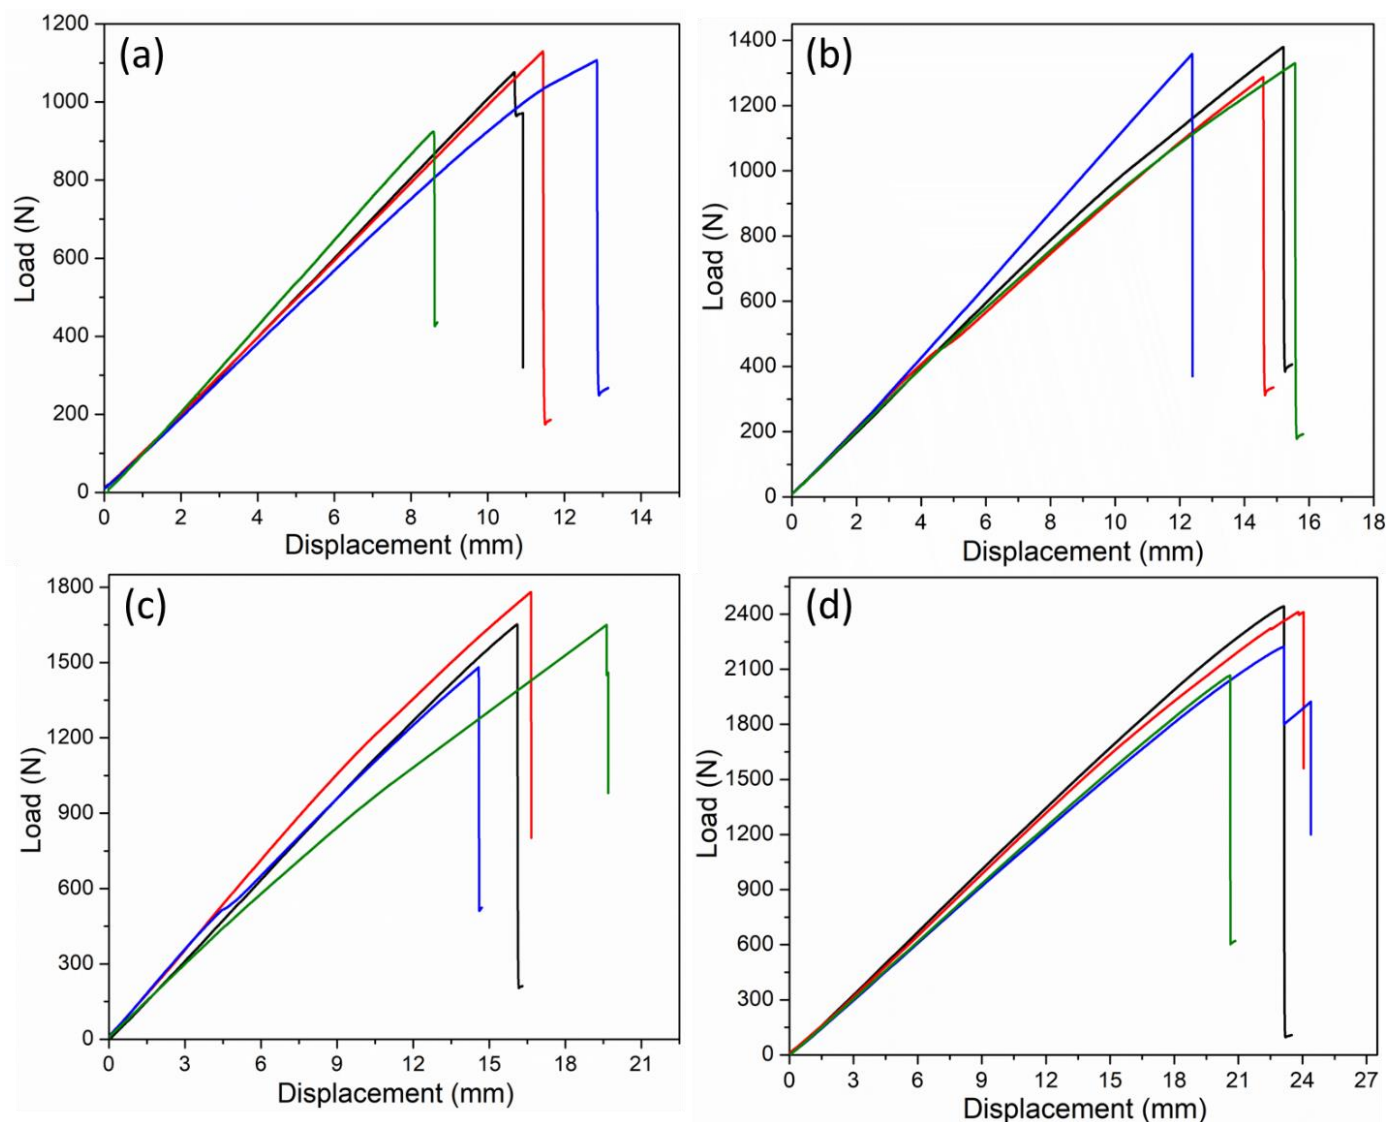 (a)
1200
1000
800
600
400
200
0
Load (N)
0 2 4 6 8 10 12 14
Displacement (mm)
(b)
1400
1200
1000
800
600
400
200
0
Load (N)
0 2 4 6 8 10 12 14 16 18
Displacement (mm)
(c)
1800
1500
1200
900
600
300
0
Load (N)
0 3 6 9 12 15 18 21
Displacement (mm)
(d)
2400
2100
1800
1500
1200
900
600
300
0
Load (N)
0 3 6 9 12 15 18 21 24 27
Displacement (mm)